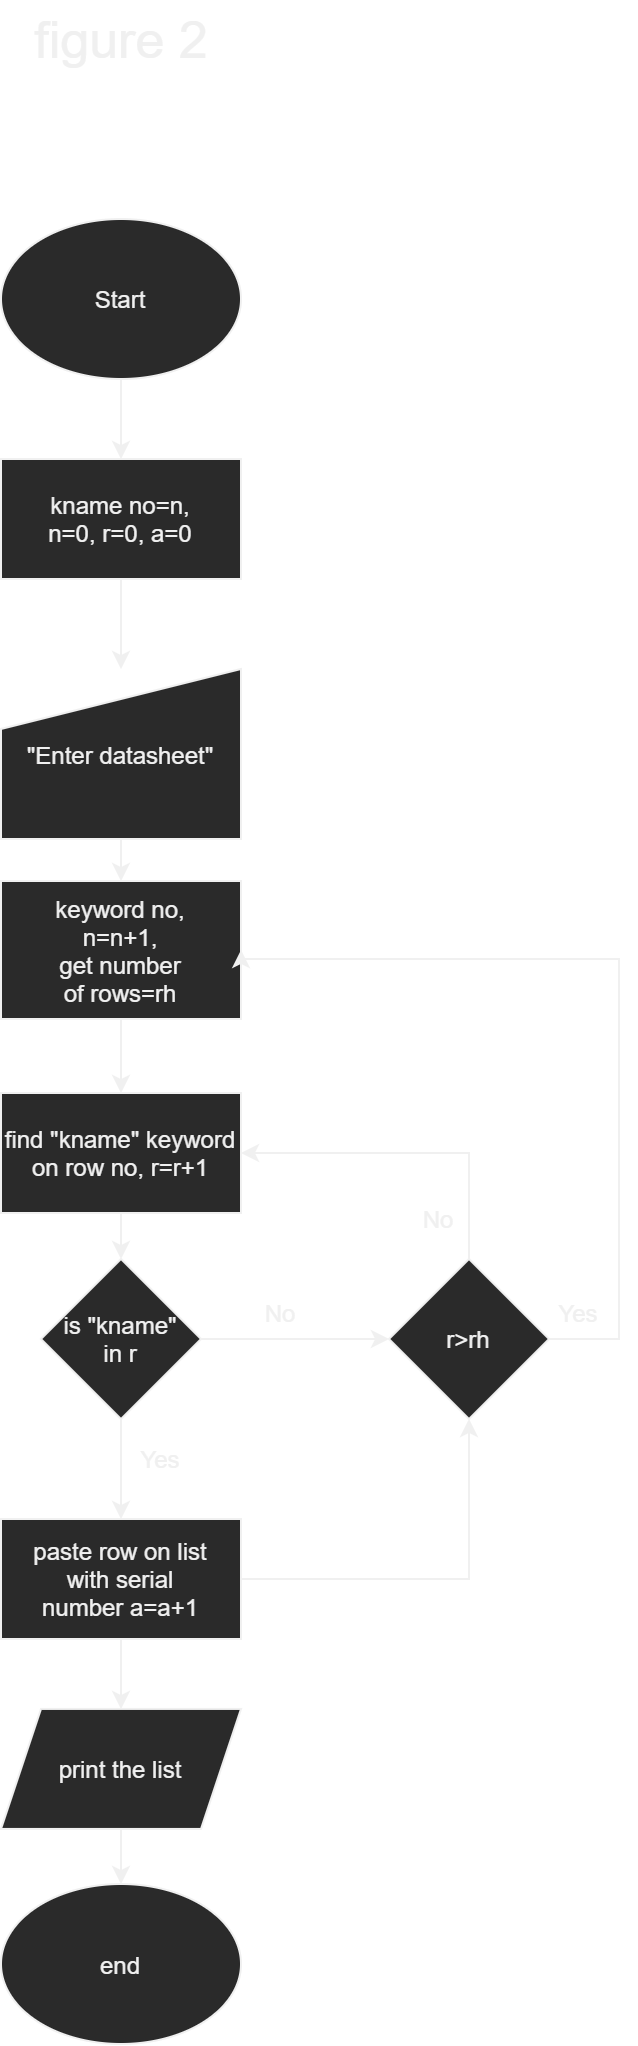 figure 2
Start
kname no=n,
n=0, r=0, a=0
"Enter datasheet"
keyword no,
n=n+1,
get number
of rows=rh
find "kname" keyword
on row no, r=r+1
No
is "kname"
in r
No
r>rh
Yes
Yes
paste row on list
with serial
number a=a+1
print the list
end